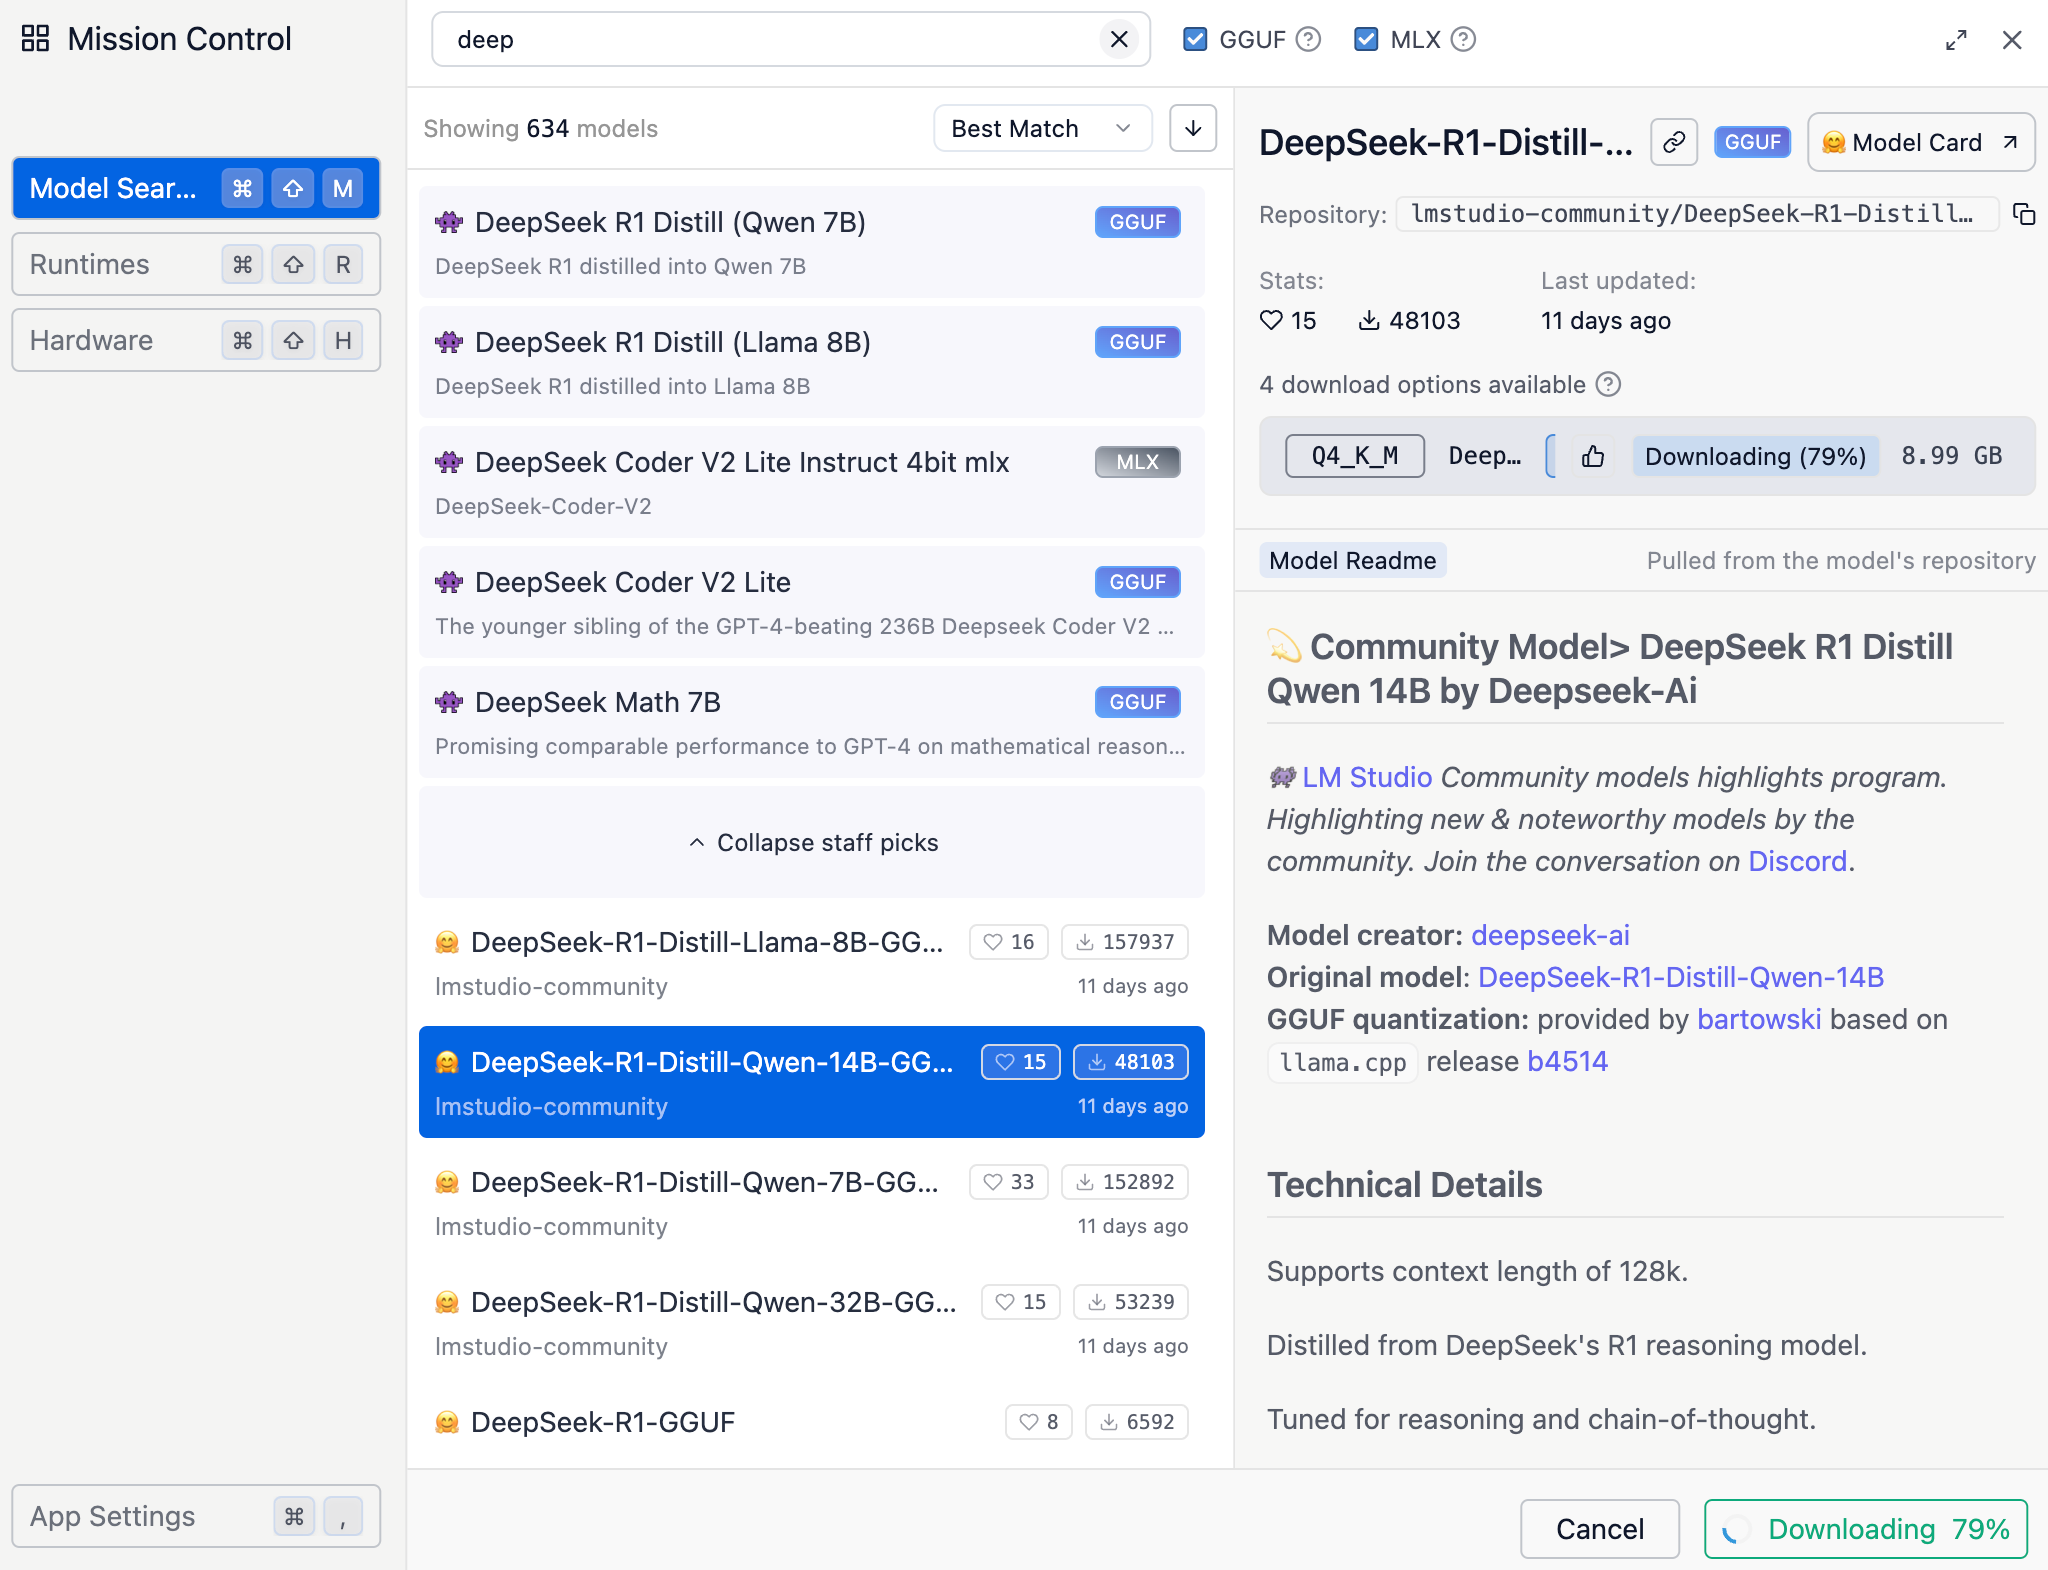 Mission Control
Model Sear... ⌘ ⇧ M
Runtimes ⌘ ⇧ R
Hardware ⌘ ⇧ H
App Settings ⌘ ,
deep
GGUF
MLX
Showing 634 models
Best Match
DeepSeek R1 Distill (Qwen 7B) GGUF
DeepSeek R1 distilled into Qwen 7B
DeepSeek R1 Distill (Llama 8B) GGUF
DeepSeek R1 distilled into Llama 8B
DeepSeek Coder V2 Lite Instruct 4bit mlx MLX
DeepSeek-Coder-V2
DeepSeek Coder V2 Lite GGUF
The younger sibling of the GPT-4-beating 236B Deepseek Coder V2 ...
DeepSeek Math 7B GGUF
Promising comparable performance to GPT-4 on mathematical reason...
Collapse staff picks
DeepSeek-R1-Distill-Llama-8B-GG... 16 157937
lmstudio-community 11 days ago
DeepSeek-R1-Distill-Qwen-14B-GG... 15 48103
lmstudio-community 11 days ago
DeepSeek-R1-Distill-Qwen-7B-GG... 33 152892
lmstudio-community 11 days ago
DeepSeek-R1-Distill-Qwen-32B-GG... 15 53239
lmstudio-community 11 days ago
DeepSeek-R1-GGUF 8 6592
DeepSeek-R1-Distill-... GGUF 🤗 Model Card
Repository: lmstudio-community/DeepSeek-R1-Distill...
Stats: Last updated:
15 48103 11 days ago
4 download options available
Q4_K_M Deep... Downloading (79%) 8.99 GB
Model Readme Pulled from the model's repository
💫 Community Model> DeepSeek R1 Distill
Qwen 14B by Deepseek-Ai
👾 LM Studio Community models highlights program.
Highlighting new & noteworthy models by the
community. Join the conversation on Discord.
Model creator: deepseek-ai
Original model: DeepSeek-R1-Distill-Qwen-14B
GGUF quantization: provided by bartowski based on
llama.cpp release b4514
Technical Details
Supports context length of 128k.
Distilled from DeepSeek's R1 reasoning model.
Tuned for reasoning and chain-of-thought.
Cancel
Downloading 79%